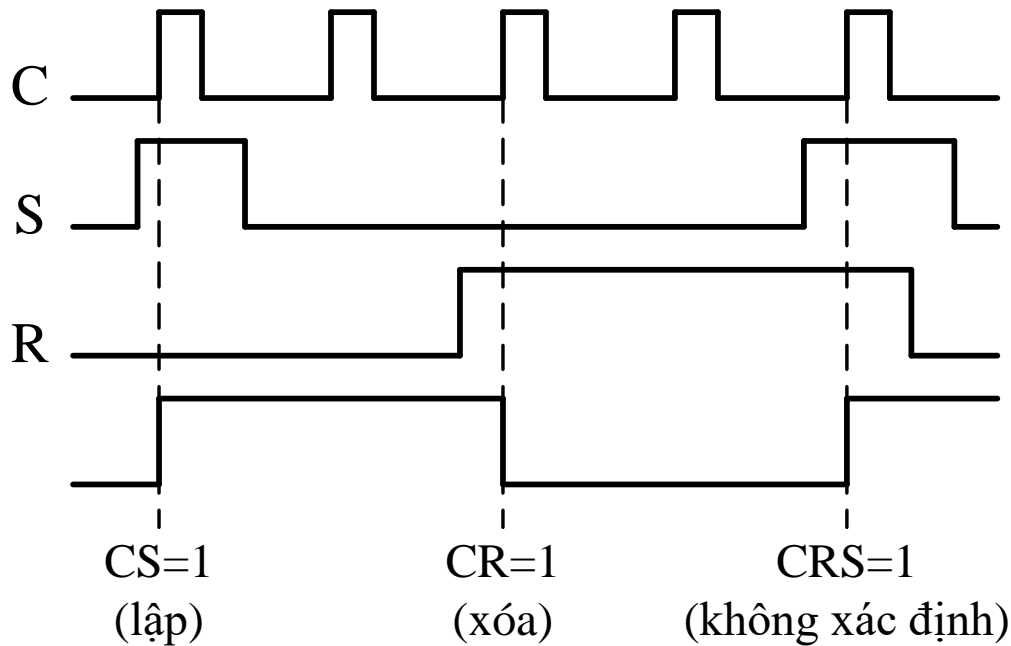 C
S
R
CS=1
(lập)
CR=1
(xóa)
CRS=1
(không xác định)